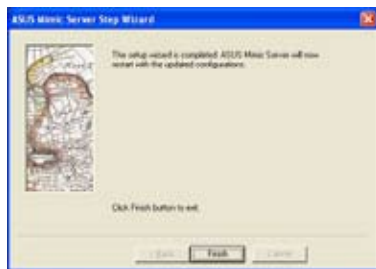 ASUS Mimic Server Step Wizard
The setup wizard is completed. ASUS Mimic Server will now
restart with the updated configurations.
Click Finish button to exit.
< Back Finish Cancel